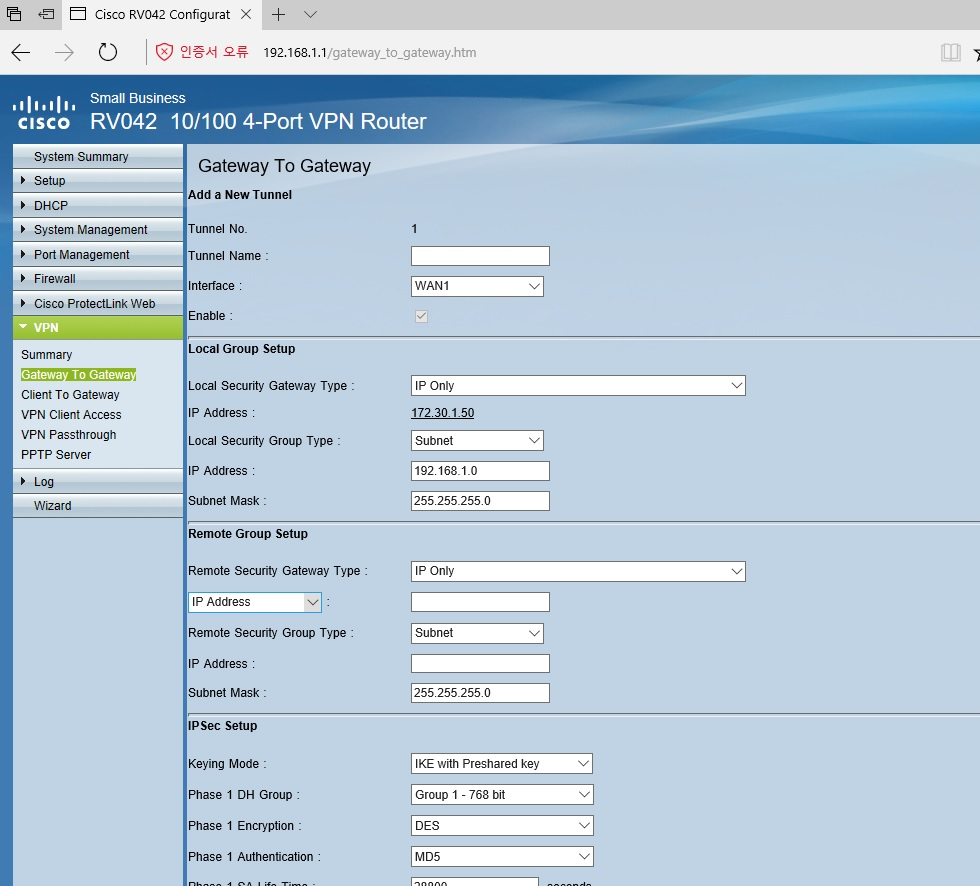 Cisco RV042 Configurat
인증서 오류 192.168.1.1/gateway_to_gateway.htm
Small Business
CISCO RV042 10/100 4-Port VPN Router
System Summary
Setup
DHCP
System Management
Port Management
Firewall
Cisco ProtectLink Web
VPN
Summary
Gateway To Gateway
Client To Gateway
VPN Client Access
VPN Passthrough
PPTP Server
Log
Wizard
Gateway To Gateway
Add a New Tunnel
Tunnel No. 1
Tunnel Name :
Interface : WAN1
Enable :
Local Group Setup
Local Security Gateway Type : IP Only
IP Address : 172.30.1.50
Local Security Group Type : Subnet
IP Address : 192.168.1.0
Subnet Mask : 255.255.255.0
Remote Group Setup
Remote Security Gateway Type : IP Only
IP Address :
Remote Security Group Type : Subnet
IP Address :
Subnet Mask : 255.255.255.0
IPSec Setup
Keying Mode : IKE with Preshared key
Phase 1 DH Group : Group 1 - 768 bit
Phase 1 Encryption : DES
Phase 1 Authentication : MD5
Phase 1 SA Life Time : 28800 seconds